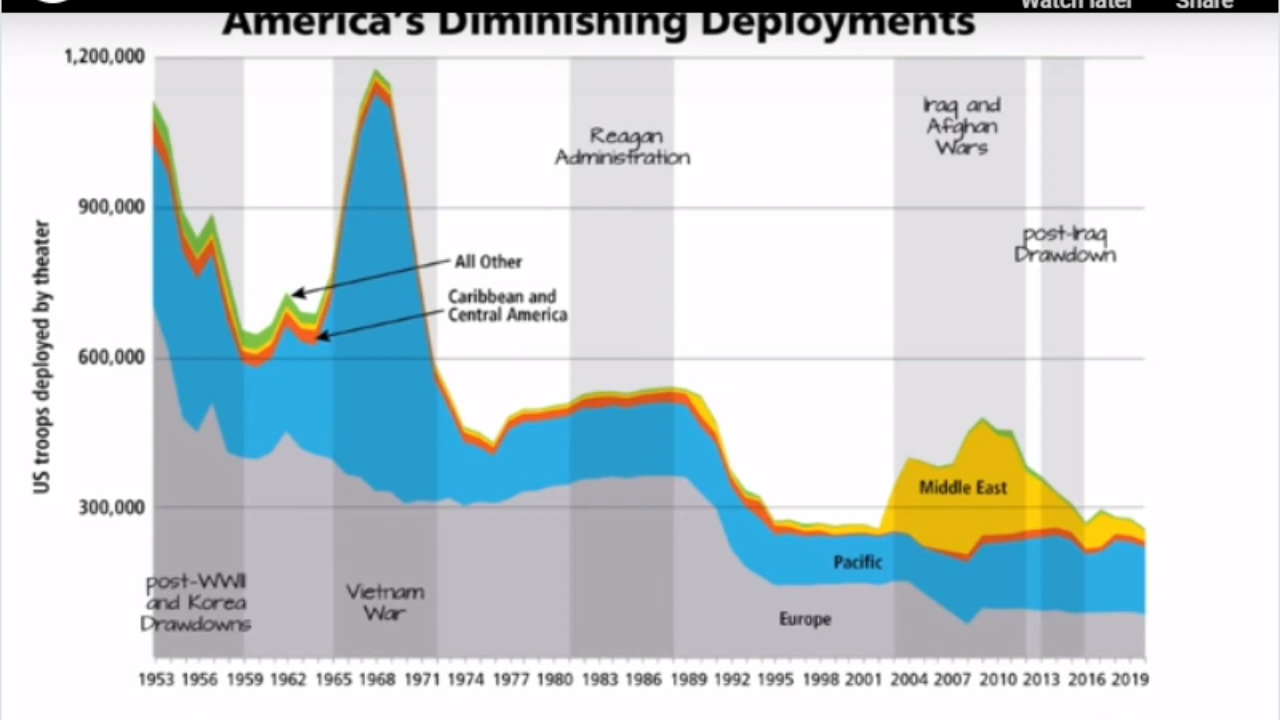 Watch later Share
America's Diminishing Deployments
US troops deployed by theater
1,200,000
900,000
600,000
300,000
Reagan
Administration
Iraq and
Afghan
Wars
post-Iraq
Drawdown
All Other
Caribbean and
Central America
Middle East
Pacific
Europe
post-WWII
and Korea
Drawdowns
Vietnam
War
1953 1956 1959 1962 1965 1968 1971 1974 1977 1980 1983 1986 1989 1992 1995 1998 2001 2004 2007 2010 2013 2016 2019